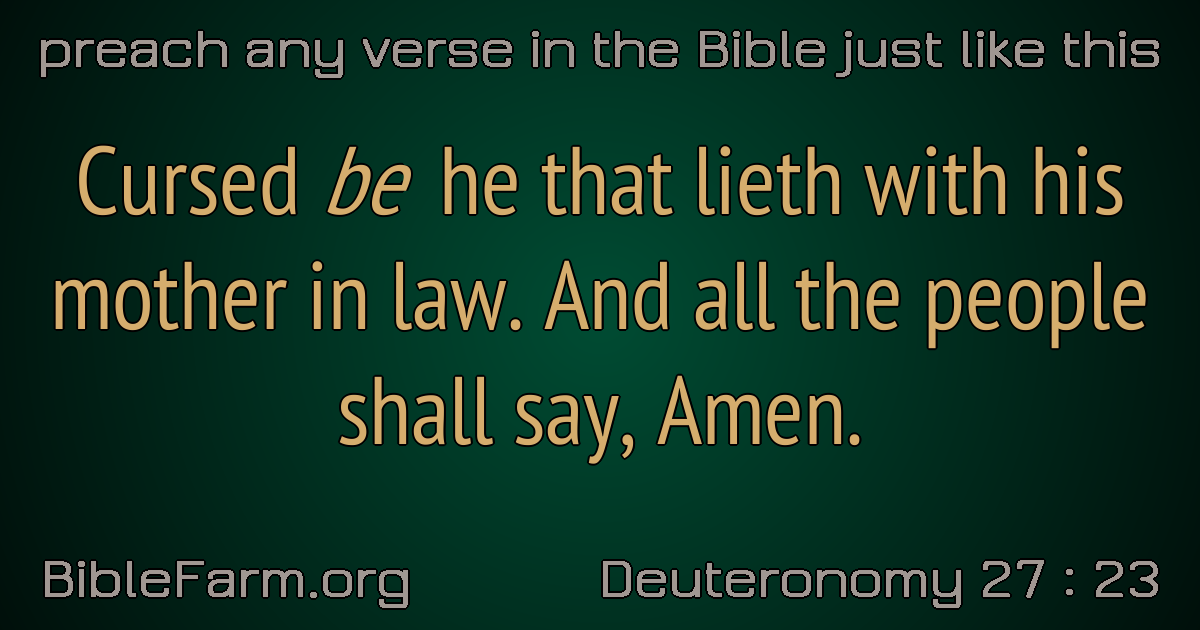 preach any verse in the Bible just like this
Cursed be he that lieth with his
mother in law. And all the people
shall say, Amen.
BibleFarm.org
Deuteronomy 27 : 23